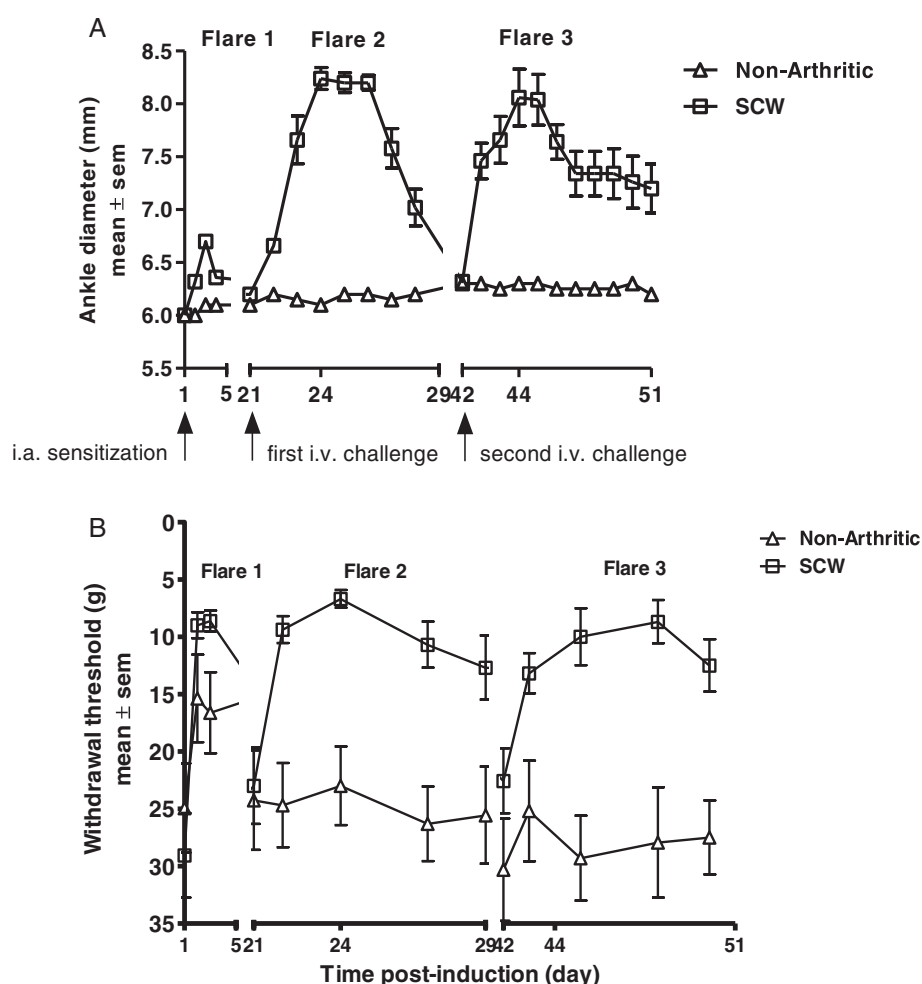 A
Flare 1 Flare 2 Flare 3
Non-Arthritic
SCW
Ankle diameter (mm)
mean ± sem
8.5
8.0
7.5
7.0
6.5
6.0
5.5
1 5 21 24 29 42 44 51
i.a. sensitization first i.v. challenge second i.v. challenge
B
Flare 1 Flare 2 Flare 3
Non-Arthritic
SCW
Withdrawal threshold (g)
mean ± sem
0
5
10
15
20
25
30
35
1 5 21 24 29 42 44 51
Time post-induction (day)